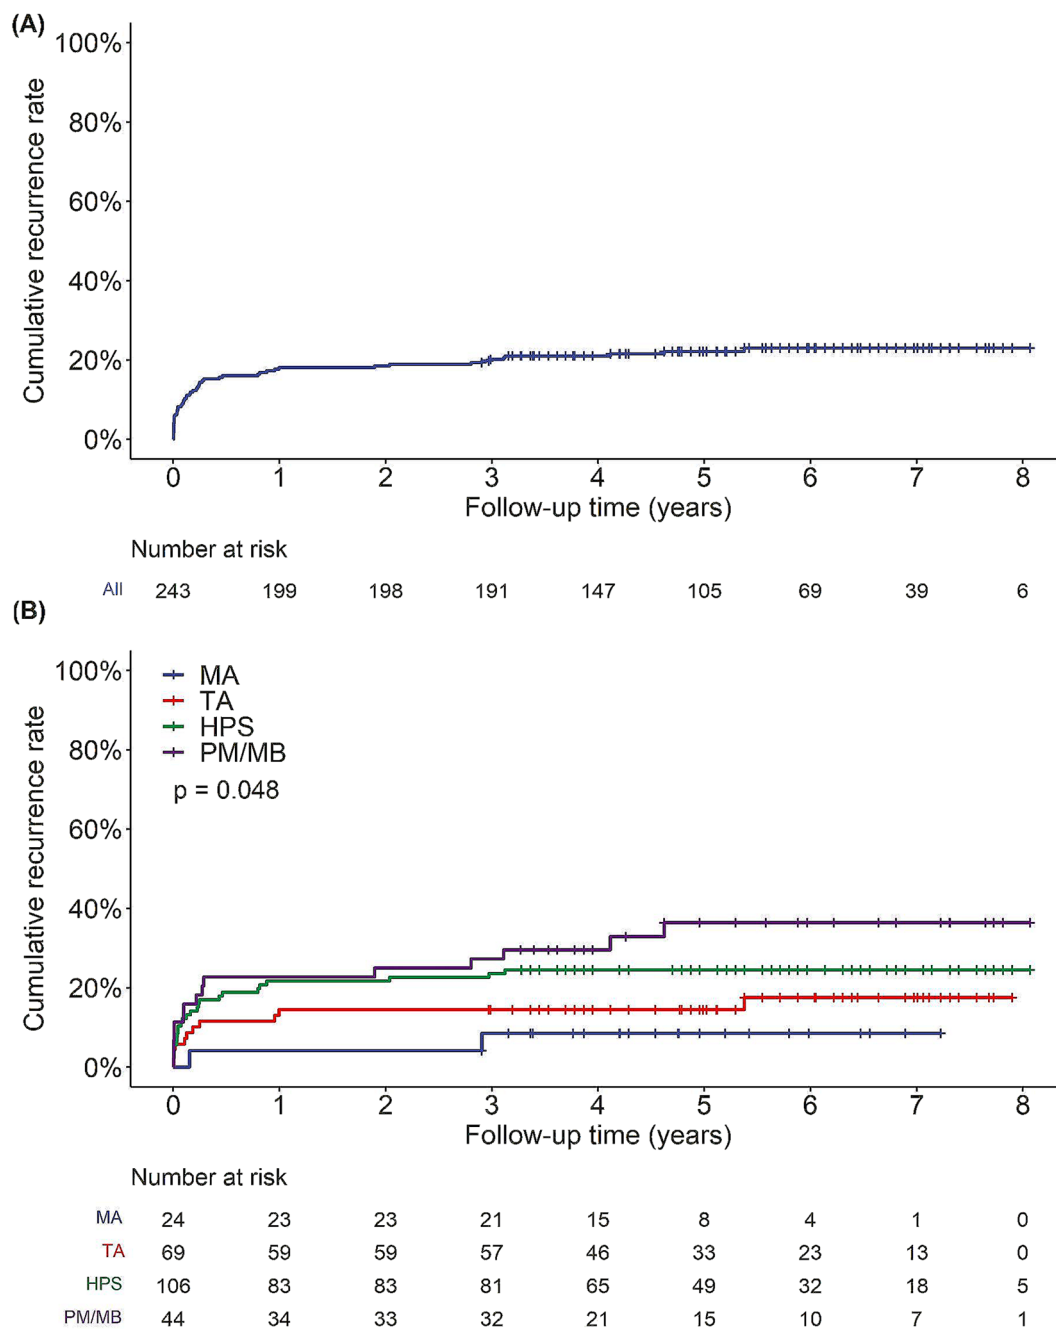 (A)
Cumulative recurrence rate
100%
80%
60%
40%
20%
0%
0 1 2 3 4 5 6 7 8
Follow-up time (years)
Number at risk
All 243 199 198 191 147 105 69 39 6
(B)
Cumulative recurrence rate
100%
80%
60%
40%
20%
0%
MA
TA
HPS
PM/MB
p = 0.048
0 1 2 3 4 5 6 7 8
Follow-up time (years)
Number at risk
MA 24 23 23 21 15 8 4 1 0
TA 69 59 59 57 46 33 23 13 0
HPS 106 83 83 81 65 49 32 18 5
PM/MB 44 34 33 32 21 15 10 7 1